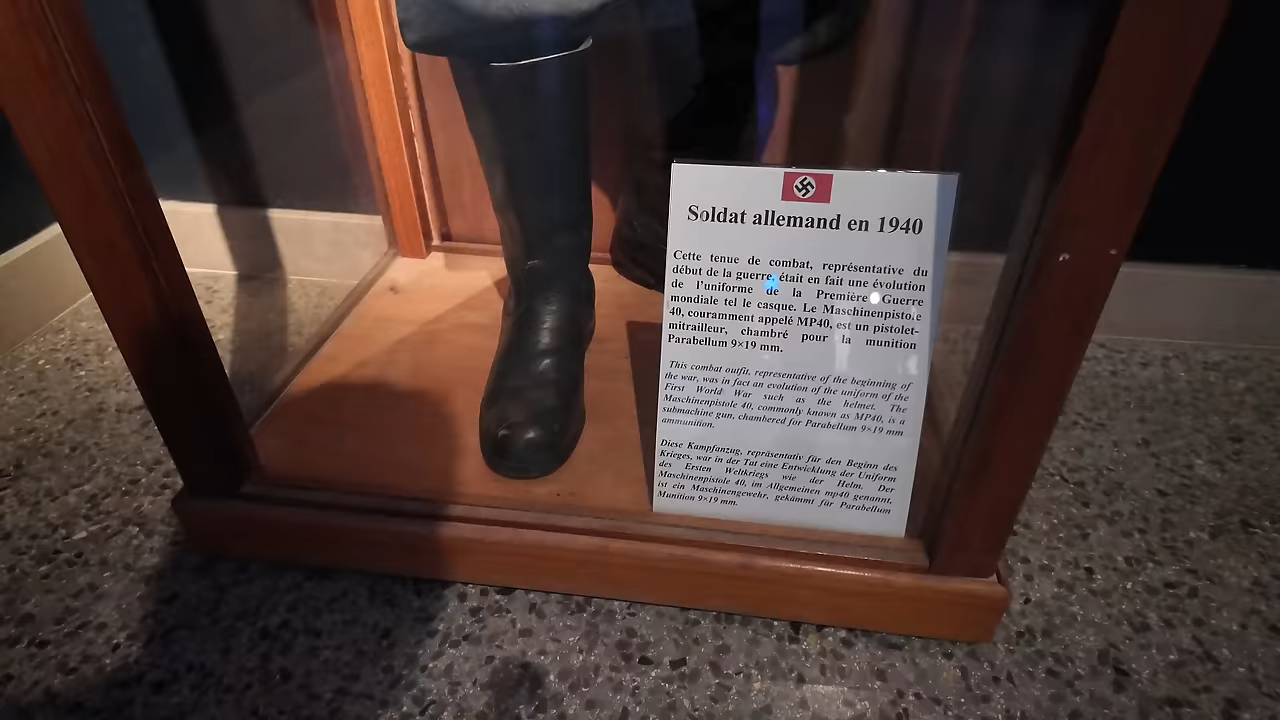 Soldat allemand en 1940
Cette tenue de combat, représentative du
début de la guerre, était en fait une évolution
de l'uniforme de la Première Guerre
mondiale tel le casque. Le Maschinenpistole
40, couramment appelé MP40, est un pistolet-
mitrailleur, chambré pour la munition
Parabellum 9×19 mm.
This combat outfit, representative of the beginning of
the war, was in fact an evolution of the uniform of the
First World War such as the helmet. The
Maschinenpistole 40, commonly known as MP40, is a
submachine gun, chambered for Parabellum 9×19 mm
ammunition.
Diese Kampfanzug, repräsentativ für den Beginn des
Krieges, war in der Tat eine Entwicklung der Uniform
des Ersten Weltkriegs wie der Helm. Der
Maschinenpistole 40, im Allgemeinen mp40 genannt,
ist ein Maschinengewehr, gekämmt für Parabellum
Munition 9×19 mm.